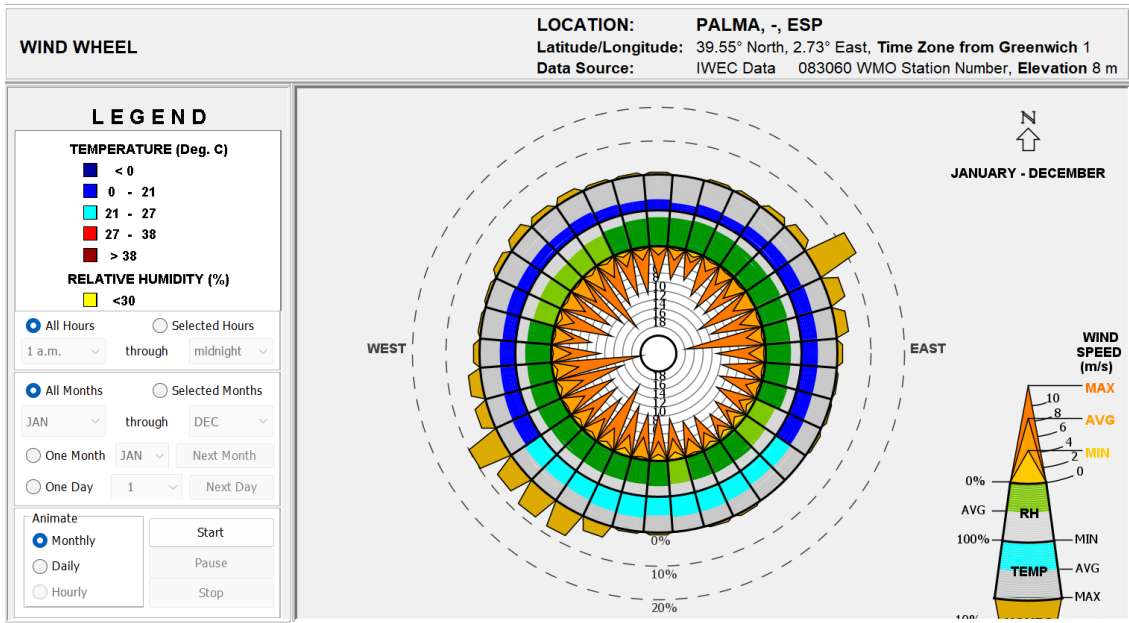 WIND WHEEL
LOCATION: PALMA, -, ESP
Latitude/Longitude: 39.55° North, 2.73° East, Time Zone from Greenwich 1
Data Source: IWEC Data 083060 WMO Station Number, Elevation 8 m
LEGEND
TEMPERATURE (Deg. C)
< 0
0 - 21
21 - 27
27 - 38
> 38
RELATIVE HUMIDITY (%)
<30
All Hours Selected Hours
1 a.m. through midnight
All Months Selected Months
JAN through DEC
One Month JAN Next Month
One Day 1 Next Day
Animate
Monthly
Daily
Hourly
Start
Pause
Stop
N
JANUARY - DECEMBER
WEST
EAST
0%
10%
20%
WIND
SPEED
(m/s)
MAX
10
8
AVG
6
4
MIN
2
0
0%
AVG
RH
100%
MIN
TEMP
AVG
MAX